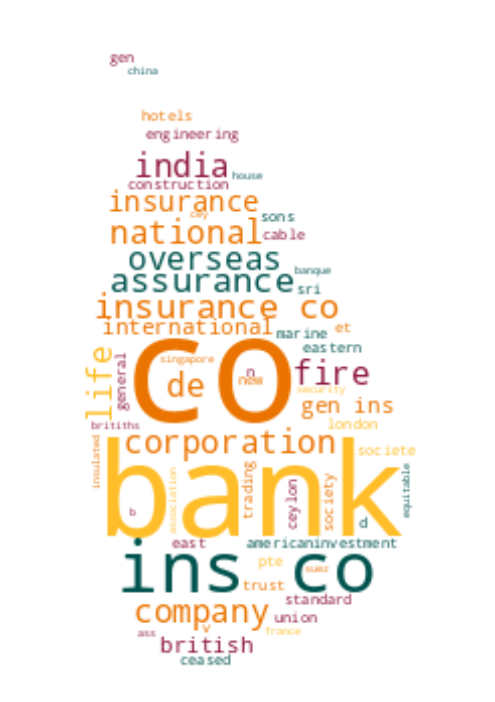 gen
china
hotels
engineering
india
house
construction
insurance
cey
sons
national
cable
overseas
banque
assurance
sri
insurance co
international
marine
et
eastern
co
singapore
life
general
de
n
new
fire
security
gen ins
britiths
london
corporation
societe
insulated
bank
association
trading
ceylon
society
equitable
b
d
east
americaninvestment
ins co
pte
suez
trust
standard
company
union
v
france
ass
british
ceased